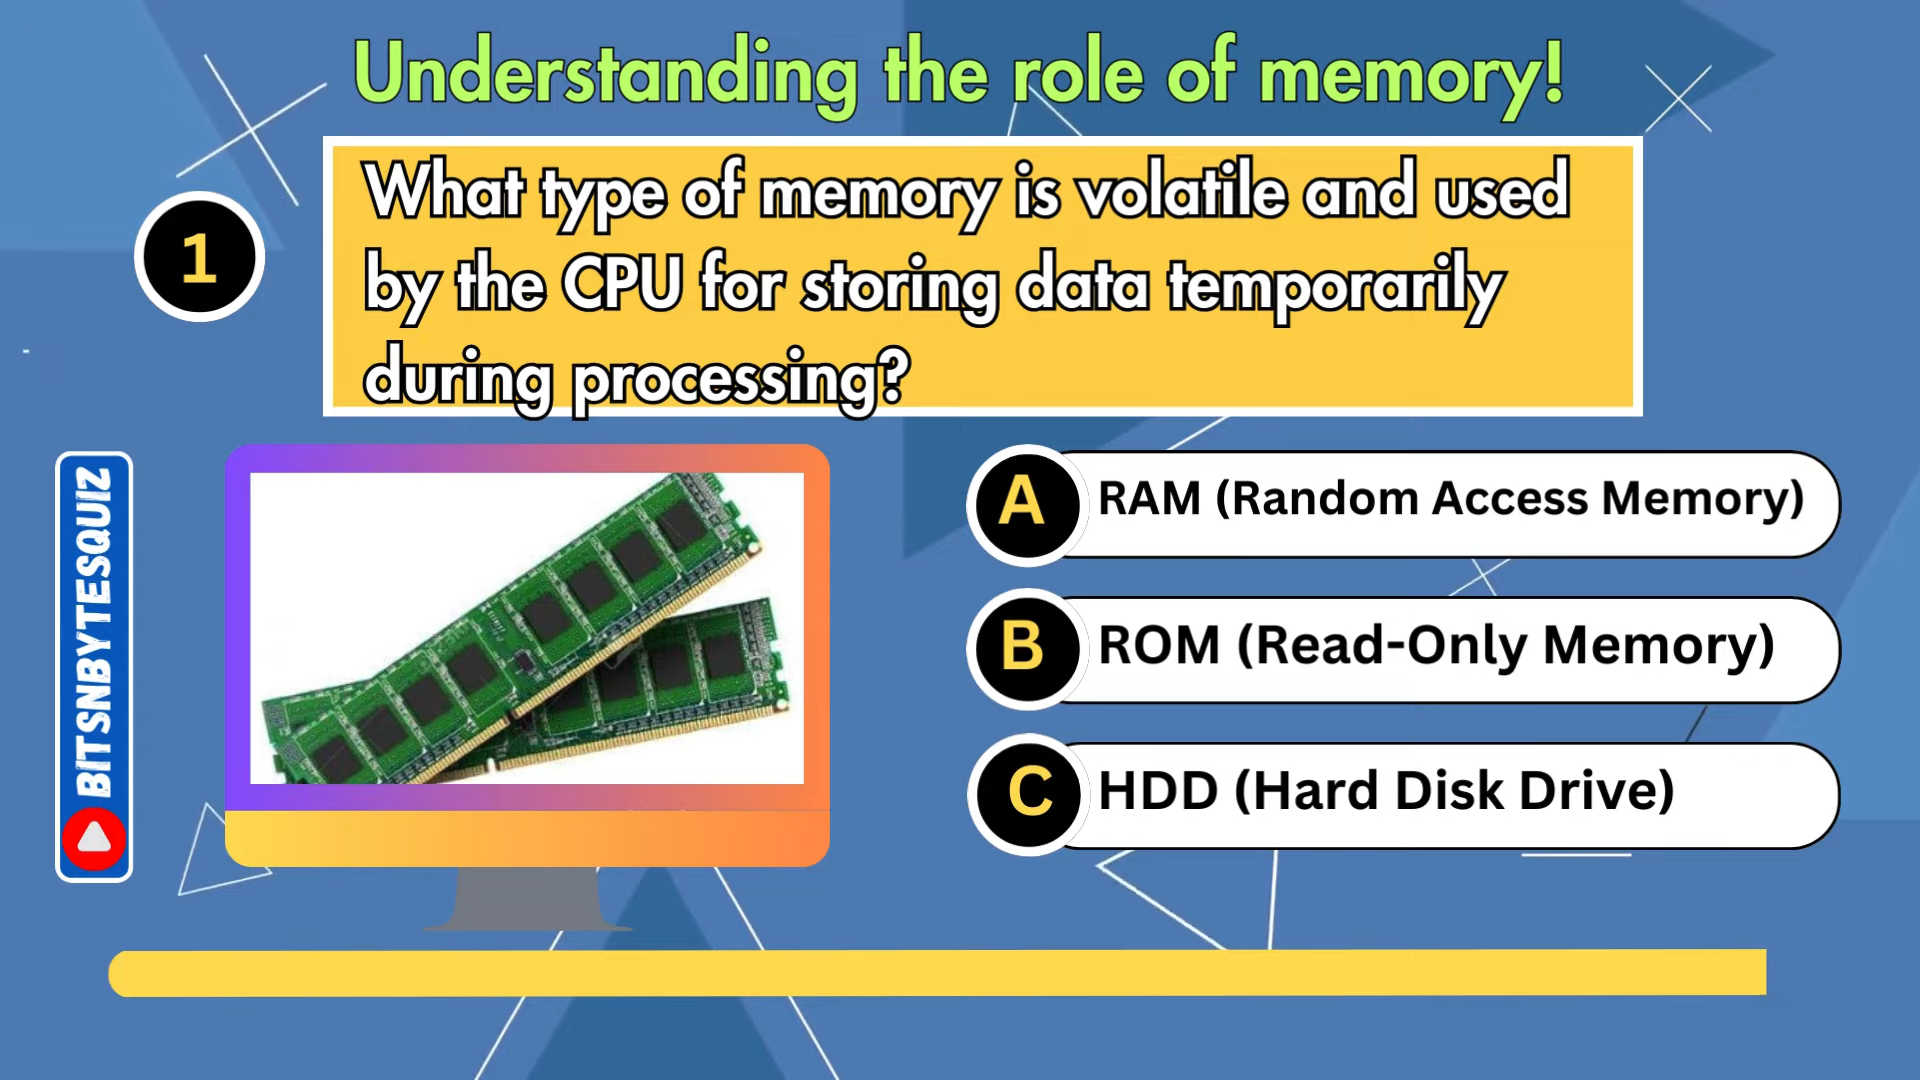 Understanding the role of memory!
1
What type of memory is volatile and used
by the CPU for storing data temporarily
during processing?
BITSNBYTESQUIZ
A RAM (Random Access Memory)
B ROM (Read-Only Memory)
C HDD (Hard Disk Drive)